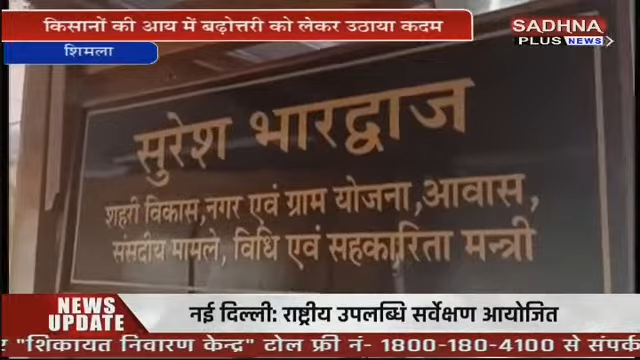 किसानों की आय में बढ़ोत्तरी को लेकर उठाया कदम
शिमला
SADHNA
PLUS NEWS
सुरेश भारद्वाज
शहरी विकास,नगर एवं ग्राम योजना,आवास,
संसदीय मामले, विधि एवं सहकारिता मन्त्री
NEWS
UPDATE
नई दिल्ली: राष्ट्रीय उपलब्धि सर्वेक्षण आयोजित
"शिकायत निवारण केन्द्र" टोल फ्री नं- 1800-180-4100 से संपर्क